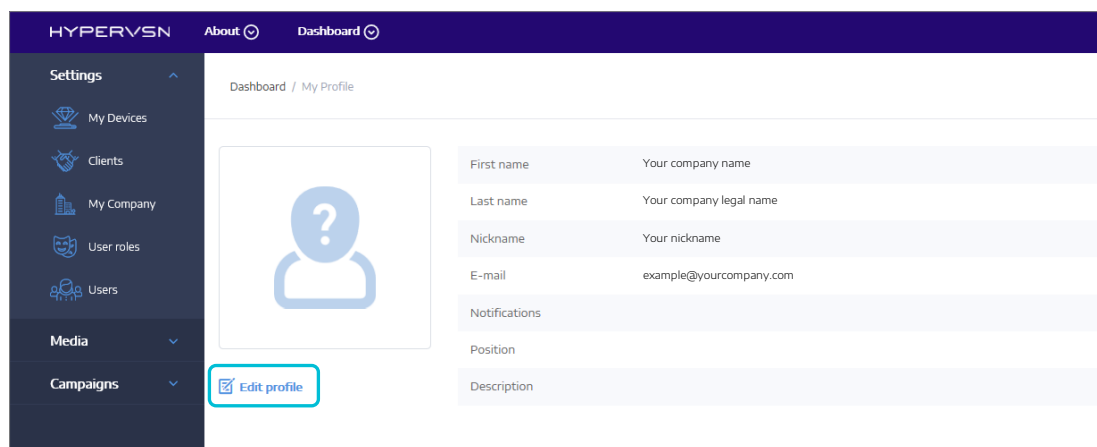 HYPERVSN About Dashboard
Settings
My Devices
Clients
My Company
User roles
Users
Media
Campaigns
Dashboard / My Profile
?
Edit profile
First name Your company name
Last name Your company legal name
Nickname Your nickname
E-mail example@yourcompany.com
Notifications
Position
Description